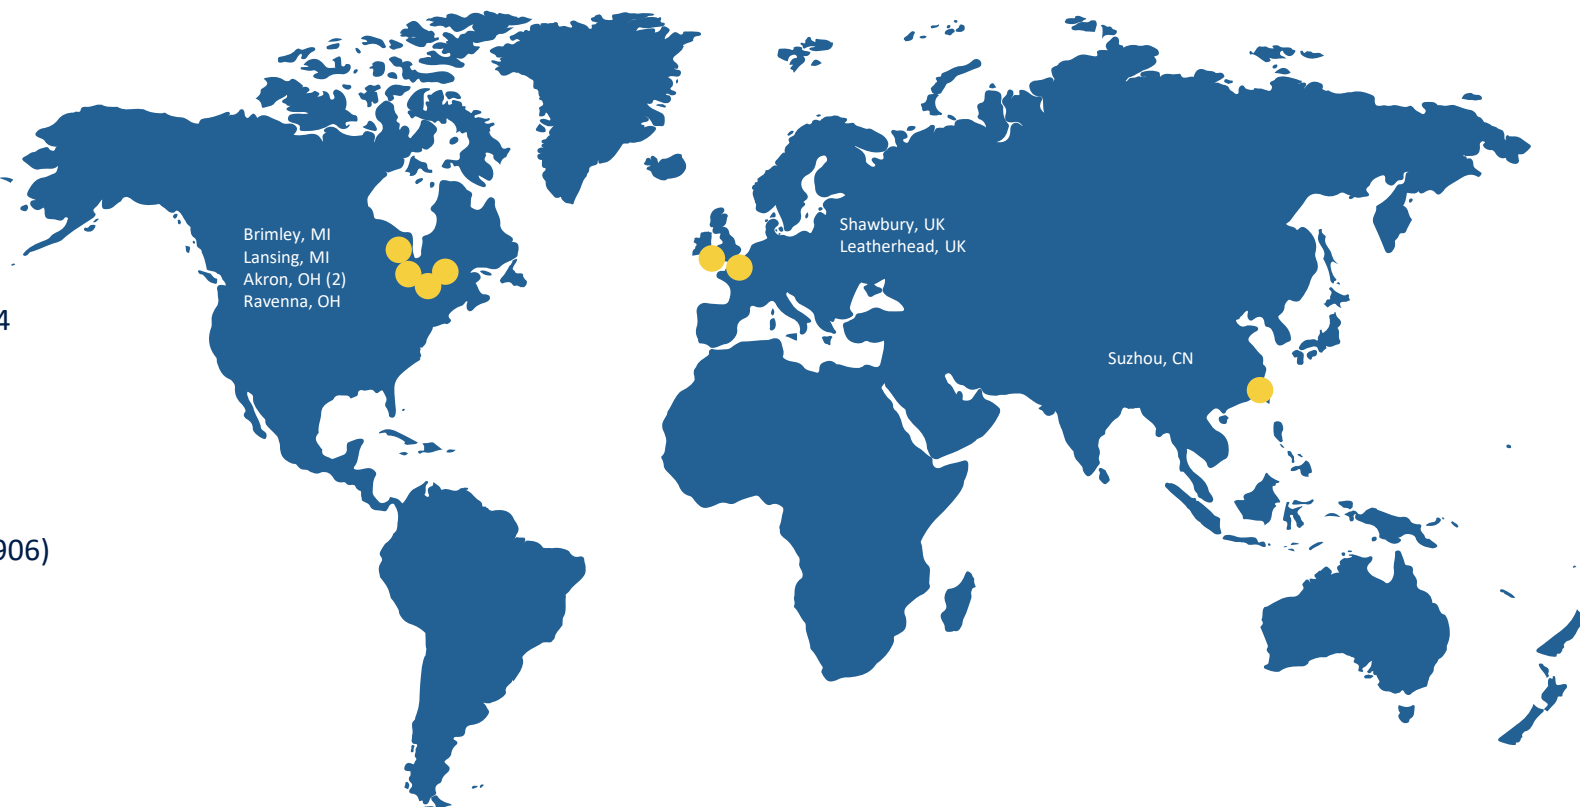 Brimley, MI
Lansing, MI
Akron, OH (2)
Ravenna, OH
Shawbury, UK
Leatherhead, UK
Suzhou, CN
4
906)